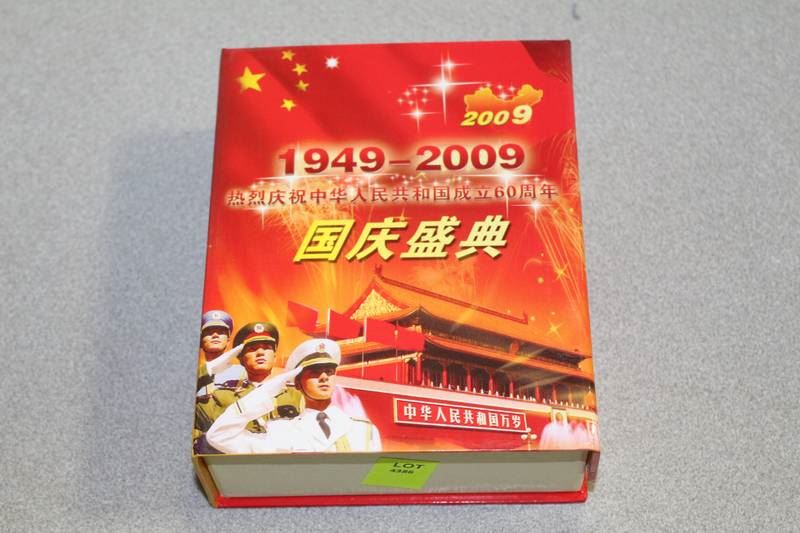 2009
1949-2009
热烈庆祝中华人民共和国成立60周年
国庆盛典
中华人民共和国万岁
LOT
4386